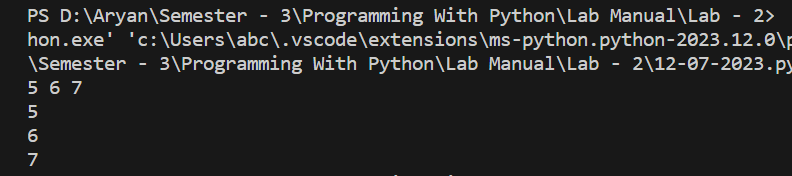 PS D:\Aryan\Semester - 3\Programming With Python\Lab Manual\Lab - 2>
hon.exe' 'c:\Users\abc\.vscode\extensions\ms-python.python-2023.12.0\p
\Semester - 3\Programming With Python\Lab Manual\Lab - 2\12-07-2023.py
5 6 7
5
6
7